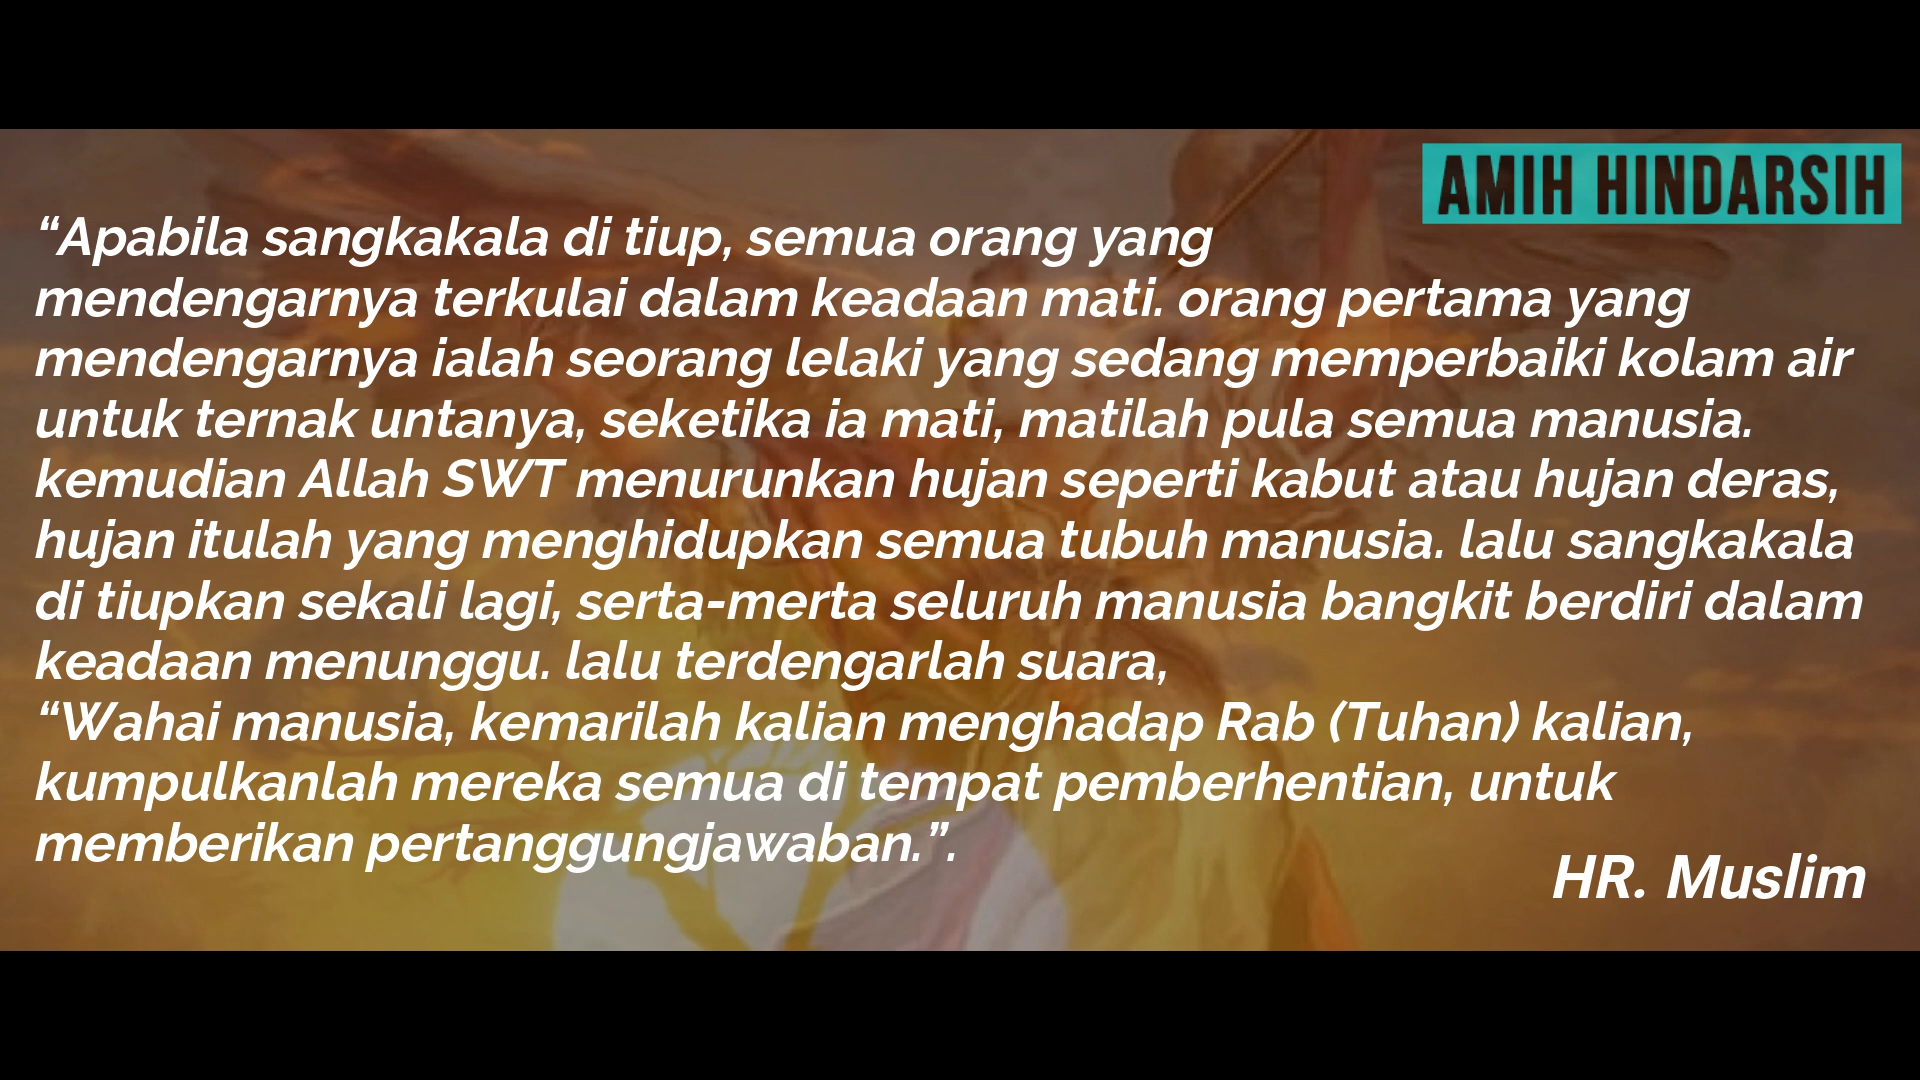 AMIH HINDARSIH
“Apabila sangkakala di tiup, semua orang yang
mendengarnya terkulai dalam keadaan mati. orang pertama yang
mendengarnya ialah seorang lelaki yang sedang memperbaiki kolam air
untuk ternak untanya, seketika ia mati, matilah pula semua manusia.
kemudian Allah SWT menurunkan hujan seperti kabut atau hujan deras,
hujan itulah yang menghidupkan semua tubuh manusia. lalu sangkakala
di tiupkan sekali lagi, serta-merta seluruh manusia bangkit berdiri dalam
keadaan menunggu. lalu terdengarlah suara,
“Wahai manusia, kemarilah kalian menghadap Rab (Tuhan) kalian,
kumpulkanlah mereka semua di tempat pemberhentian, untuk
memberikan pertanggungjawaban.”.
HR. Muslim